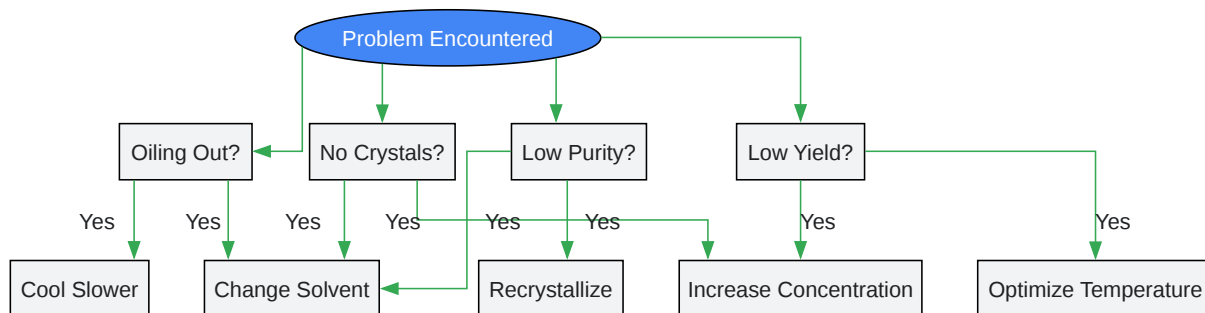 Problem Encountered
Oiling Out?
No Crystals?
Low Purity?
Low Yield?
Yes
Yes
Yes
Yes
Yes
Yes
Yes
Yes
Cool Slower
Change Solvent
Recrystallize
Increase Concentration
Optimize Temperature